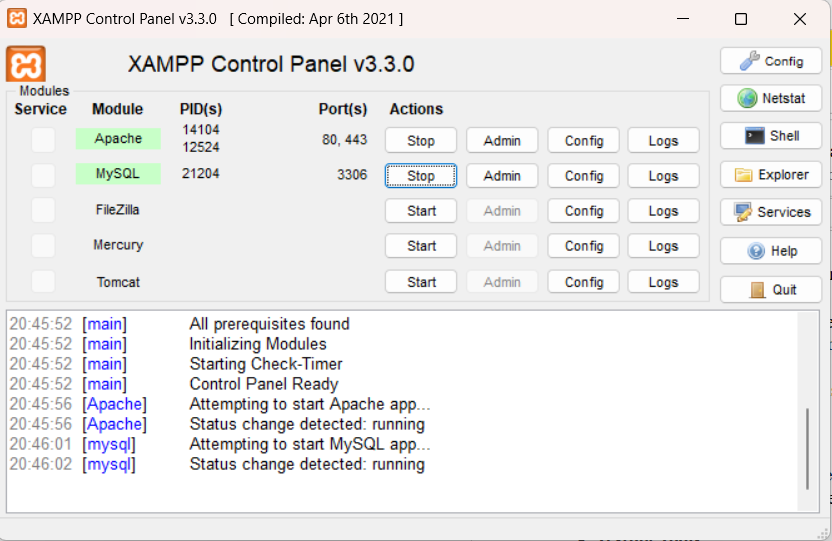 XAMPP Control Panel v3.3.0 [ Compiled: Apr 6th 2021 ]
XAMPP Control Panel v3.3.0
Config
Modules
Service Module PID(s) Port(s) Actions
Netstat
Apache 14104 12524 80, 443 Stop Admin Config Logs
Shell
MySQL 21204 3306 Stop Admin Config Logs
Explorer
FileZilla Start Admin Config Logs
Services
Mercury Start Admin Config Logs
Help
Tomcat Start Admin Config Logs
Quit
20:45:52 [main] All prerequisites found
20:45:52 [main] Initializing Modules
20:45:52 [main] Starting Check-Timer
20:45:52 [main] Control Panel Ready
20:45:56 [Apache] Attempting to start Apache app...
20:45:56 [Apache] Status change detected: running
20:46:01 [mysql] Attempting to start MySQL app...
20:46:02 [mysql] Status change detected: running